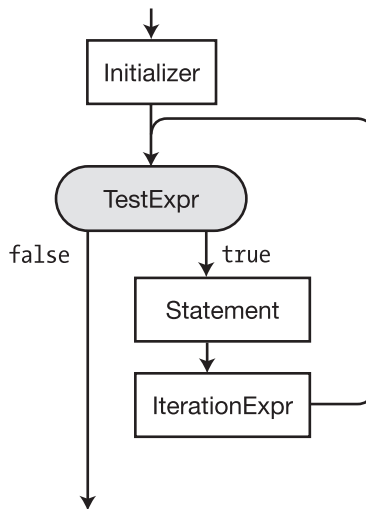 Initializer
TestExpr
false
true
Statement
IterationExpr